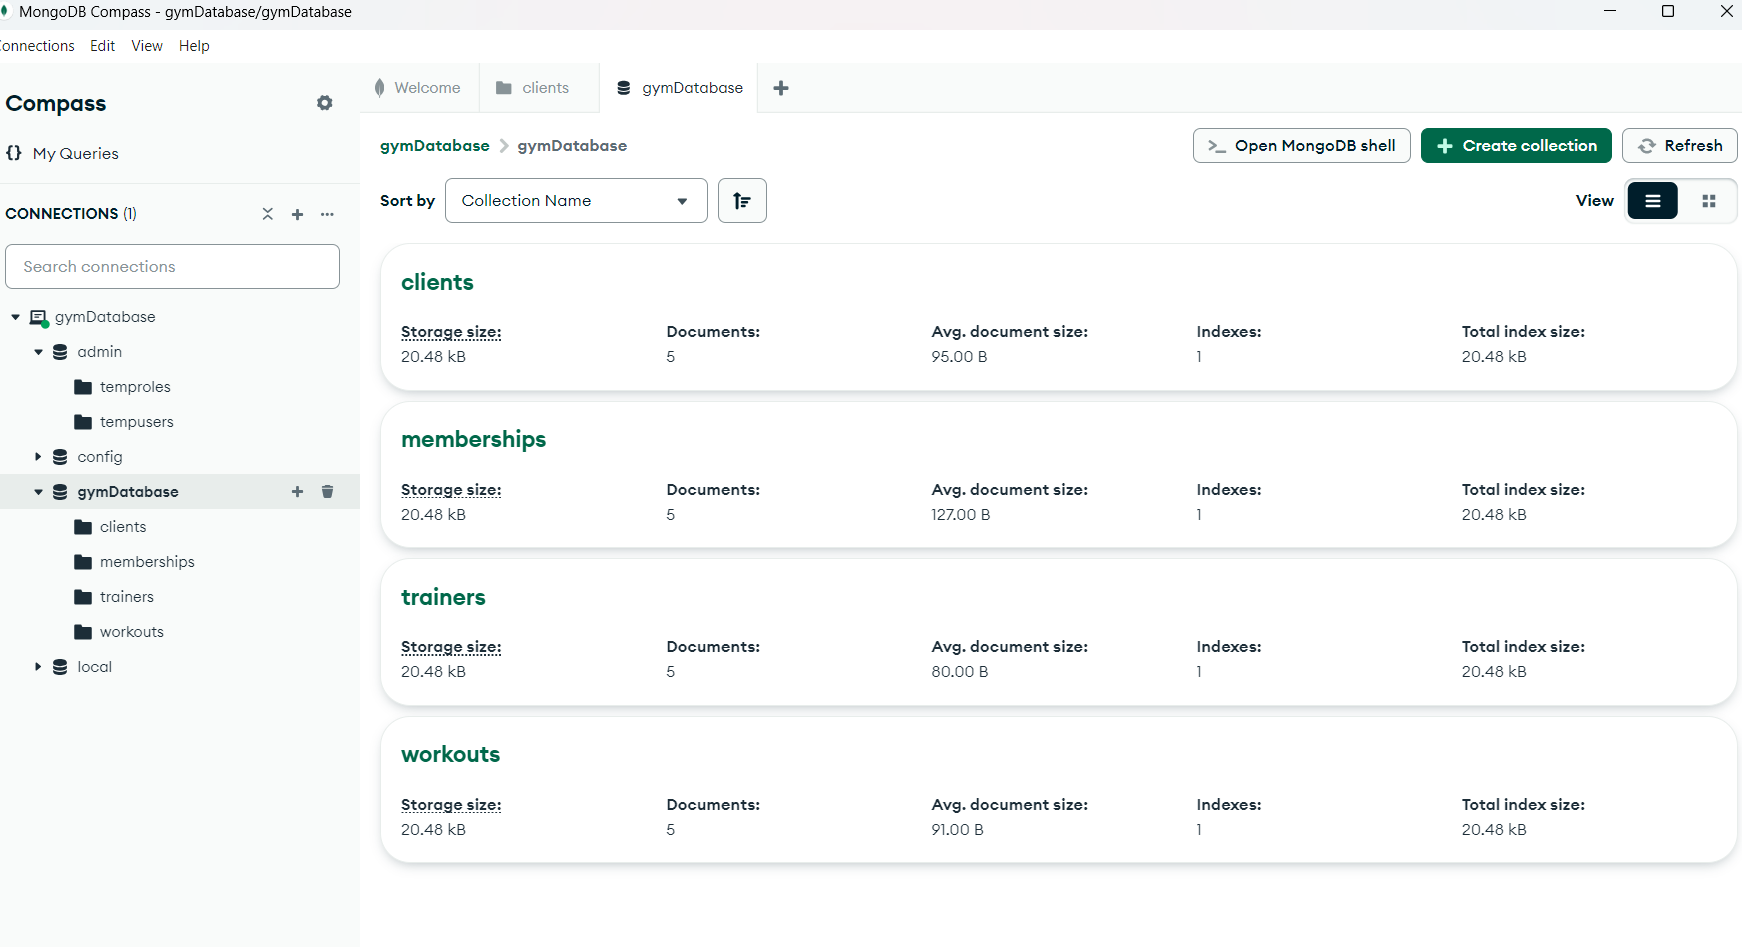 MongoDB Compass - gymDatabase/gymDatabase
onnections Edit View Help
Compass
My Queries
CONNECTIONS (1)
Search connections
gymDatabase
admin
temproles
tempusers
config
gymDatabase
clients
memberships
trainers
workouts
local
Welcome clients gymDatabase
gymDatabase > gymDatabase
>_ Open MongoDB shell + Create collection Refresh
Sort by Collection Name View
clients
Storage size: Documents: Avg. document size: Indexes: Total index size:
20.48 kB 5 95.00 B 1 20.48 kB
memberships
Storage size: Documents: Avg. document size: Indexes: Total index size:
20.48 kB 5 127.00 B 1 20.48 kB
trainers
Storage size: Documents: Avg. document size: Indexes: Total index size:
20.48 kB 5 80.00 B 1 20.48 kB
workouts
Storage size: Documents: Avg. document size: Indexes: Total index size:
20.48 kB 5 91.00 B 1 20.48 kB